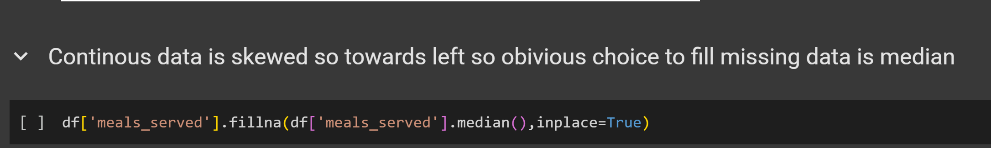 Continous data is skewed so towards left so obivious choice to fill missing data is median
[ ] df['meals_served'].fillna(df['meals_served'].median(),inplace=True)